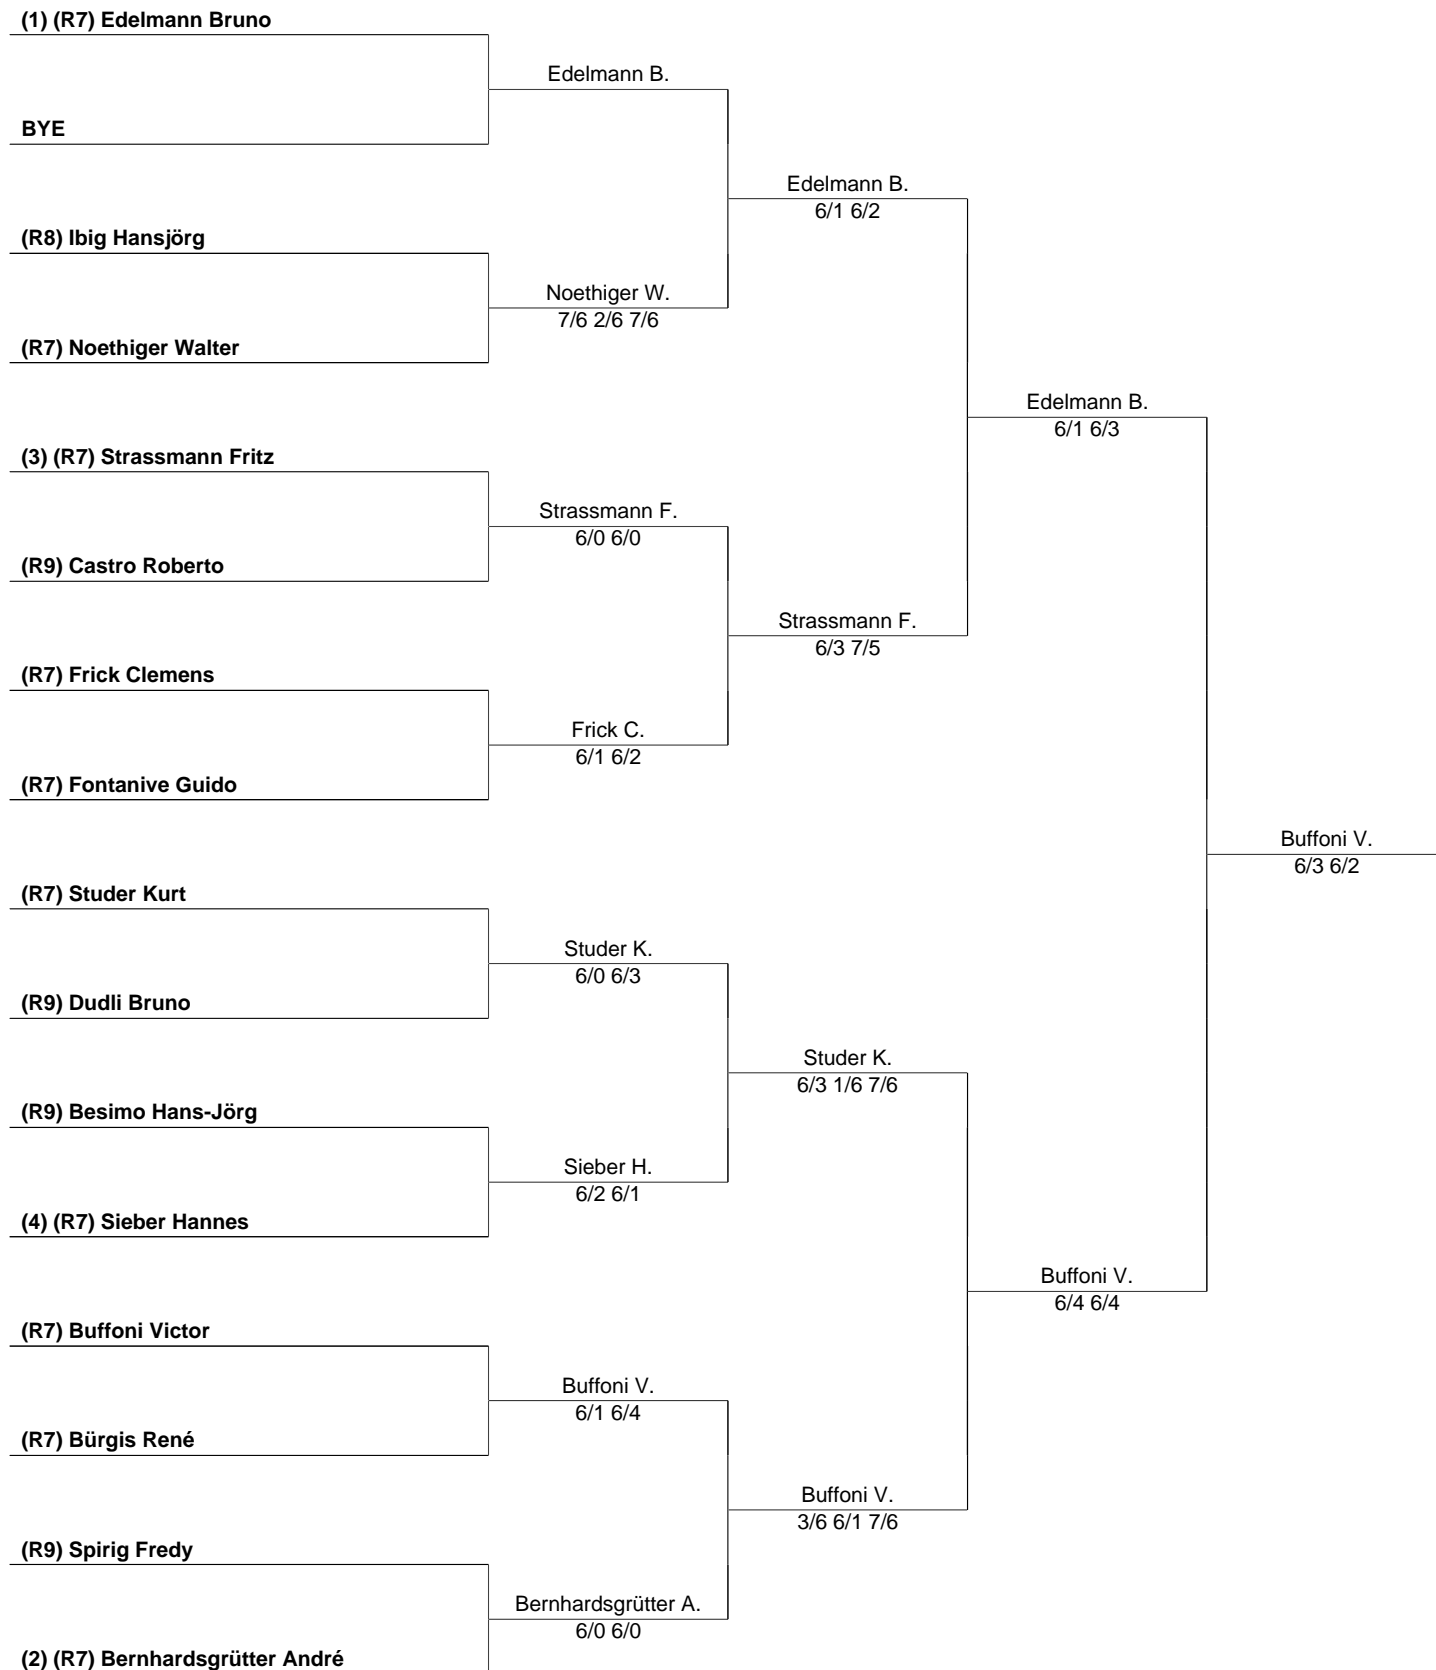 (1) (R7) Edelmann Bruno
Edelmann B.
BYE
Edelmann B.
6/1 6/2
(R8) Ibig Hansjörg
Noethiger W.
7/6 2/6 7/6
(R7) Noethiger Walter
Edelmann B.
6/1 6/3
(3) (R7) Strassmann Fritz
Strassmann F.
6/0 6/0
(R9) Castro Roberto
Strassmann F.
6/3 7/5
(R7) Frick Clemens
Frick C.
6/1 6/2
(R7) Fontanive Guido
Buffoni V.
6/3 6/2
(R7) Studer Kurt
Studer K.
6/0 6/3
(R9) Dudli Bruno
Studer K.
6/3 1/6 7/6
(R9) Besimo Hans-Jörg
Sieber H.
6/2 6/1
(4) (R7) Sieber Hannes
Buffoni V.
6/4 6/4
(R7) Buffoni Victor
Buffoni V.
6/1 6/4
(R7) Bürgis René
Buffoni V.
3/6 6/1 7/6
(R9) Spirig Fredy
Bernhardsgrütter A.
6/0 6/0
(2) (R7) Bernhardsgrütter André